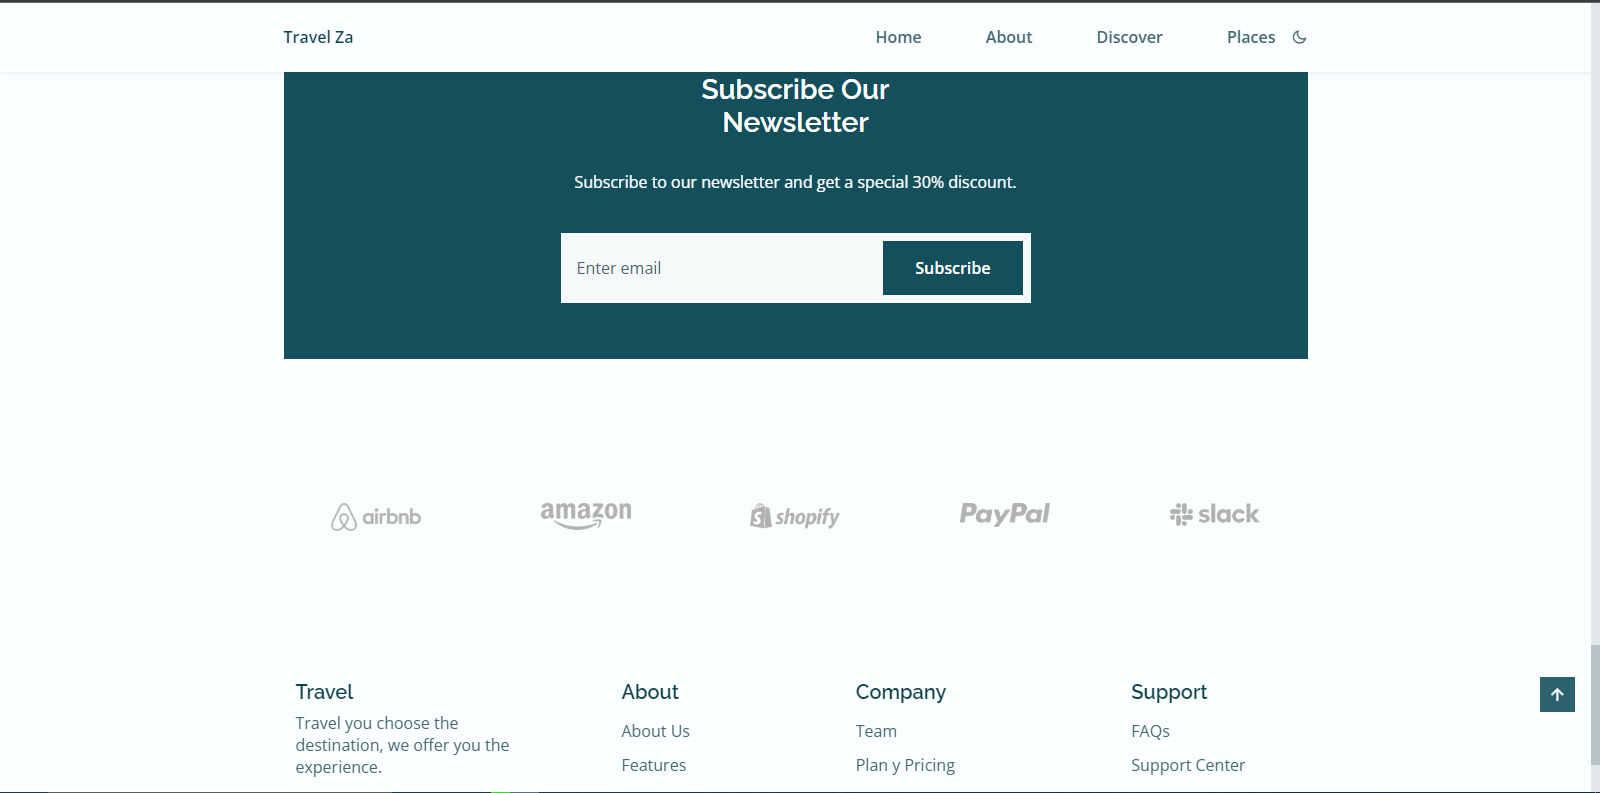 Travel Za
Home
About
Discover
Places
Subscribe Our
Newsletter
Subscribe to our newsletter and get a special 30% discount.
Enter email
Subscribe
airbnb
amazon
shopify
PayPal
slack
Travel
Travel you choose the
destination, we offer you the
experience.
About
About Us
Features
Company
Team
Plan y Pricing
Support
FAQs
Support Center